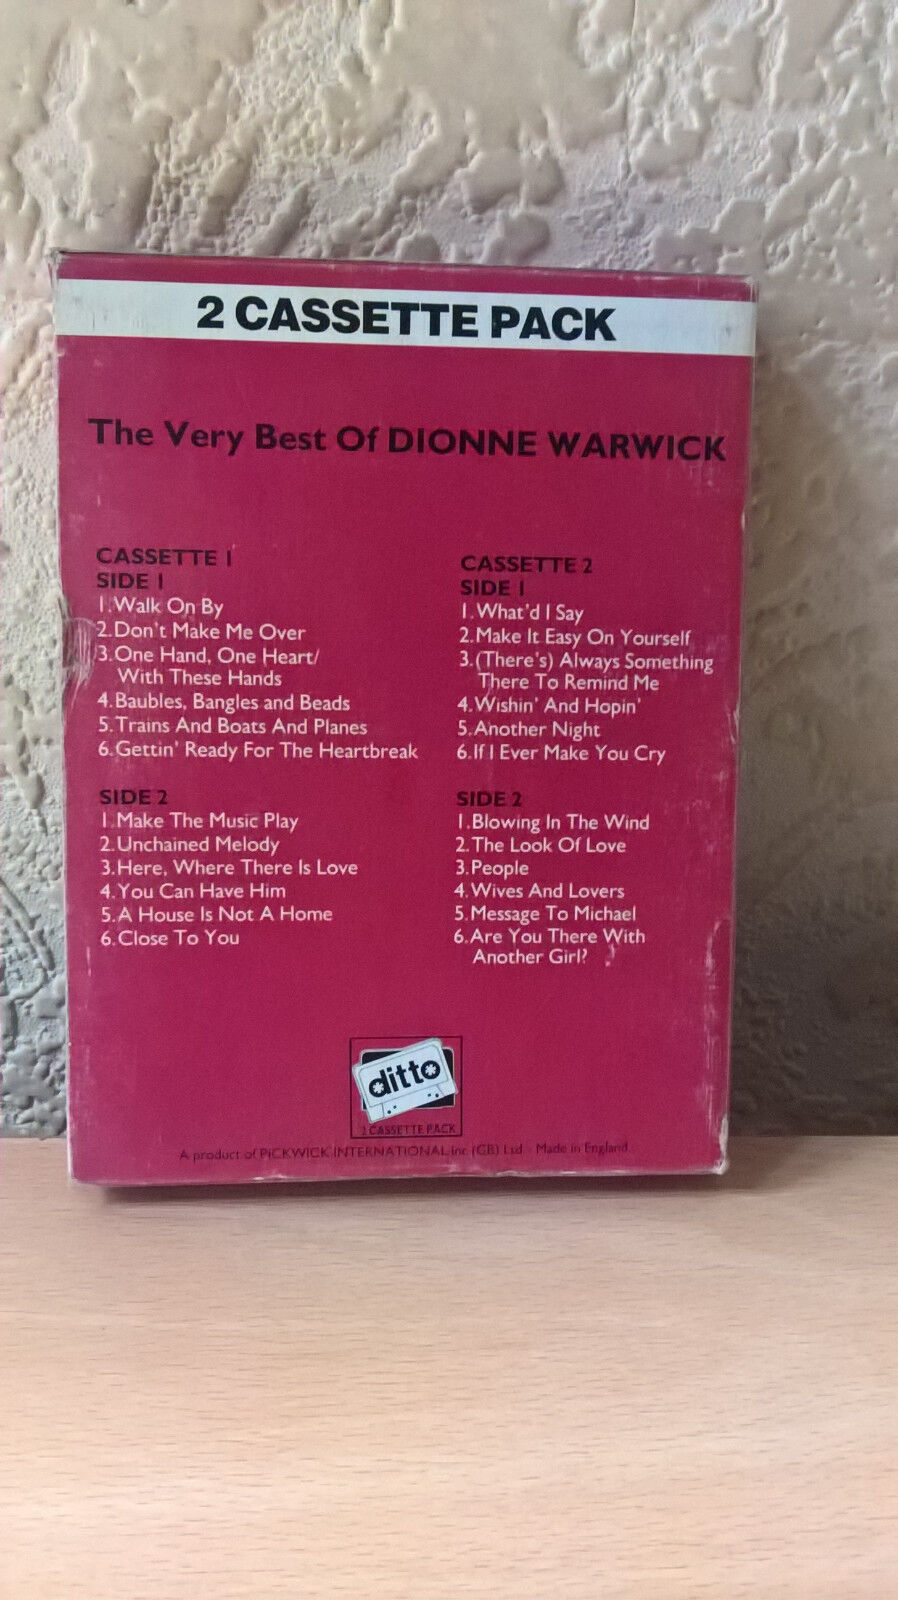 2 CASSETTE PACK
The Very Best Of DIONNE WARWICK
CASSETTE 1
SIDE 1
1.Walk On By
2.Don't Make Me Over
3.One Hand, One Heart/
With These Hands
4.Baubles, Bangles and Beads
5.Trains And Boats And Planes
6.Gettin' Ready For The Heartbreak
SIDE 2
1.Make The Music Play
2.Unchained Melody
3.Here, Where There Is Love
4.You Can Have Him
5.A House Is Not A Home
6.Close To You
CASSETTE 2
SIDE 1
1.What'd I Say
2.Make It Easy On Yourself
3.(There's) Always Something
There To Remind Me
4.Wishin' And Hopin'
5.Another Night
6.If I Ever Make You Cry
SIDE 2
1.Blowing In The Wind
2.The Look Of Love
3.People
4.Wives And Lovers
5.Message To Michael
6.Are You There With
Another Girl?
ditto
2 CASSETTE PACK
A product of PICKWICK INTERNATIONAL Inc. (GB) Ltd - Made in England